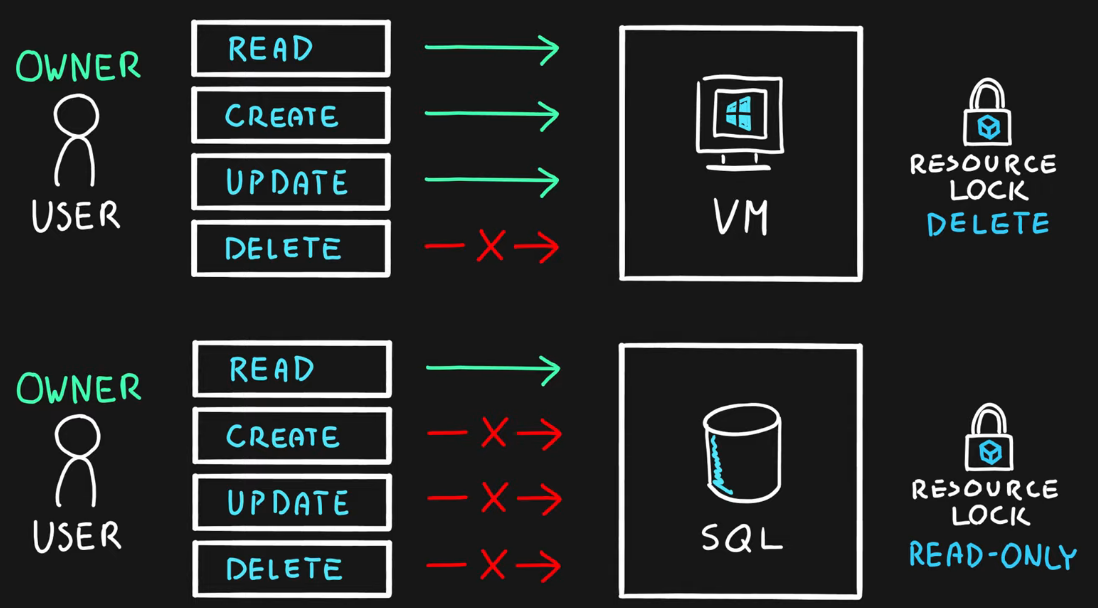 OWNER
USER
READ
CREATE
UPDATE
DELETE
VM
RESOURCE
LOCK
DELETE
OWNER
USER
READ
CREATE
UPDATE
DELETE
SQL
RESOURCE
LOCK
READ-ONLY